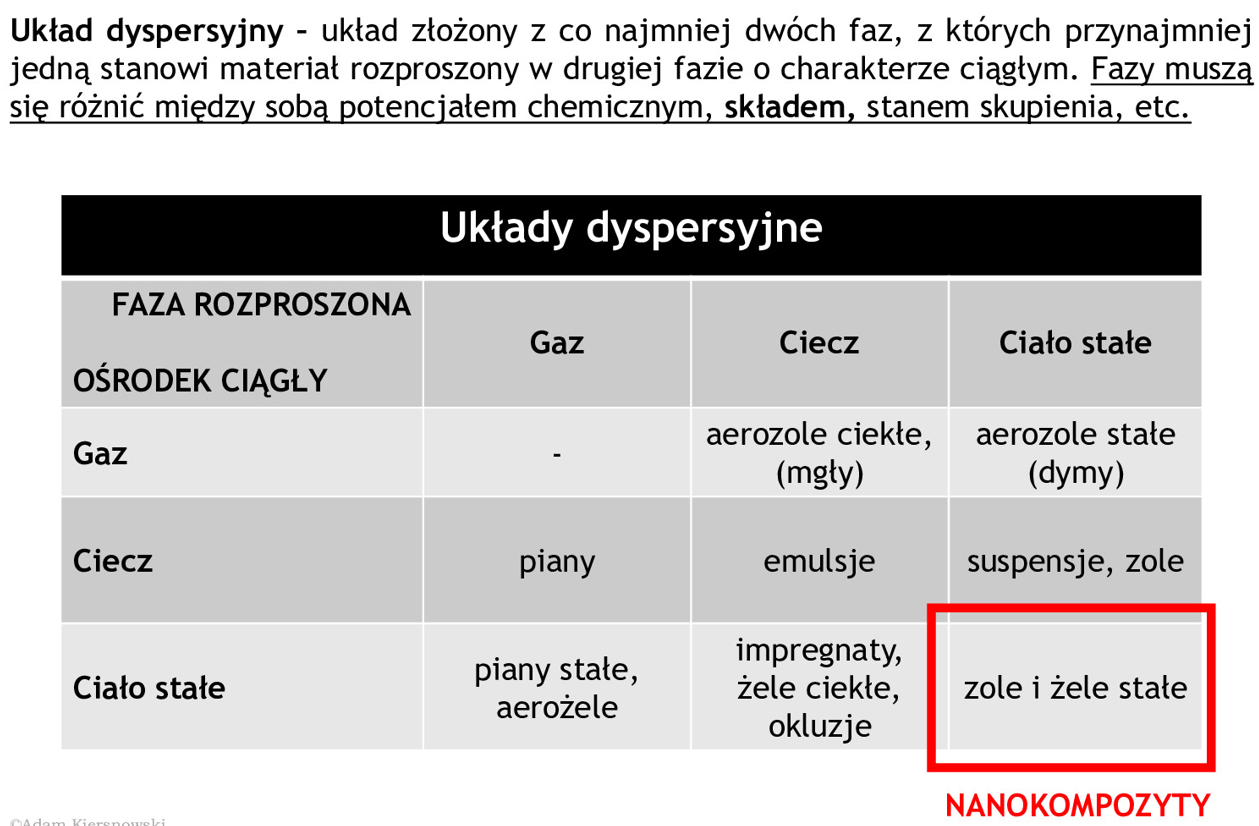 Układ dyspersyjny – układ złożony z co najmniej dwóch faz, z których przynajmniej
jedną stanowi materiał rozproszony w drugiej fazie o charakterze ciągłym. Fazy muszą
się różnić między sobą potencjałem chemicznym, składem, stanem skupienia, etc.
Układy dyspersyjne
FAZA ROZPROSZONA
OŚRODEK CIĄGŁY
Gaz
Ciecz
Ciało stałe
Gaz
-
aerozole ciekłe,
(mgły)
aerozole stałe
(dymy)
Ciecz
piany
emulsje
suspensje, zole
Ciało stałe
piany stałe,
aerożele
impregnaty,
żele ciekłe,
okluzje
zole i żele stałe
NANOKOMPOZYTY
©Adam Kiersnowski